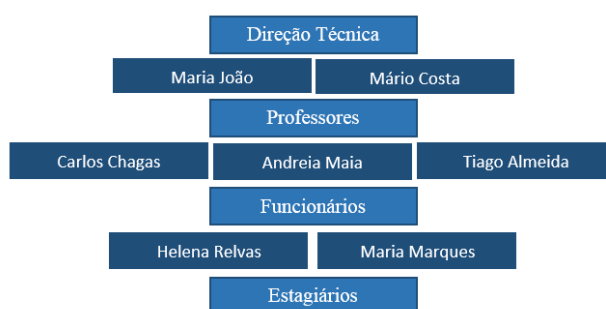 Direção Técnica
Maria João Mário Costa
Professores
Carlos Chagas Andreia Maia Tiago Almeida
Funcionários
Helena Relvas Maria Marques
Estagiários